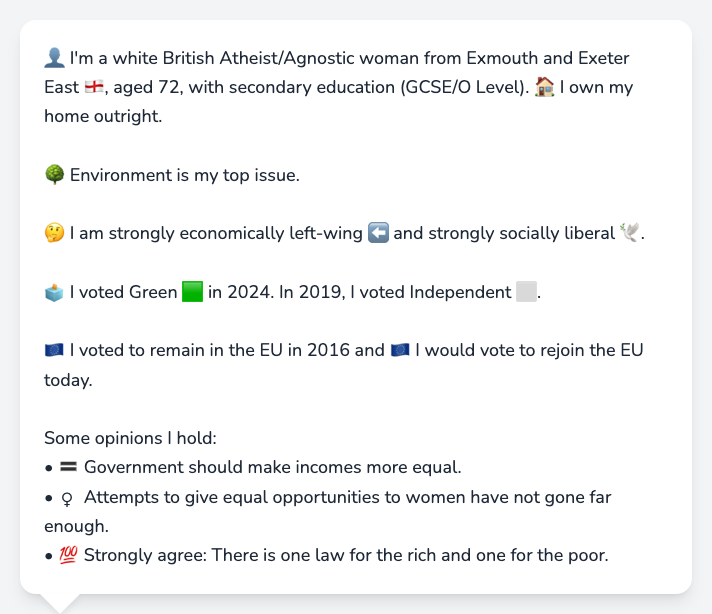 👤 I'm a white British Atheist/Agnostic woman from Exmouth and Exeter
East 🏴󠁧󠁢󠁥󠁮󠁧󠁿, aged 72, with secondary education (GCSE/O Level). 🏠 I own my
home outright.
🌳 Environment is my top issue.
🤔 I am strongly economically left-wing ⬅️ and strongly socially liberal 🕊️.
🗳️ I voted Green 🟩 in 2024. In 2019, I voted Independent ⬜.
🇪🇺 I voted to remain in the EU in 2016 and 🇪🇺 I would vote to rejoin the EU
today.
Some opinions I hold:
• 🟰 Government should make incomes more equal.
• ♀ Attempts to give equal opportunities to women have not gone far
enough.
• 💯 Strongly agree: There is one law for the rich and one for the poor.